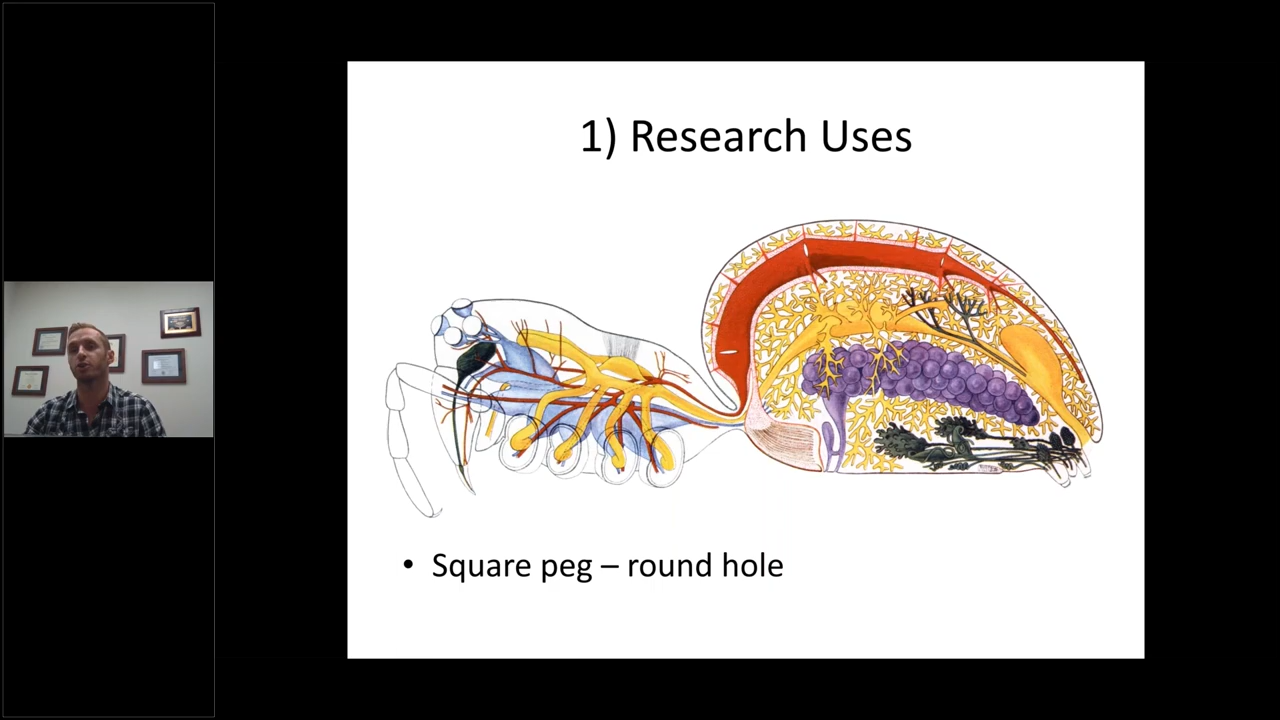 1) Research Uses
• Square peg – round hole